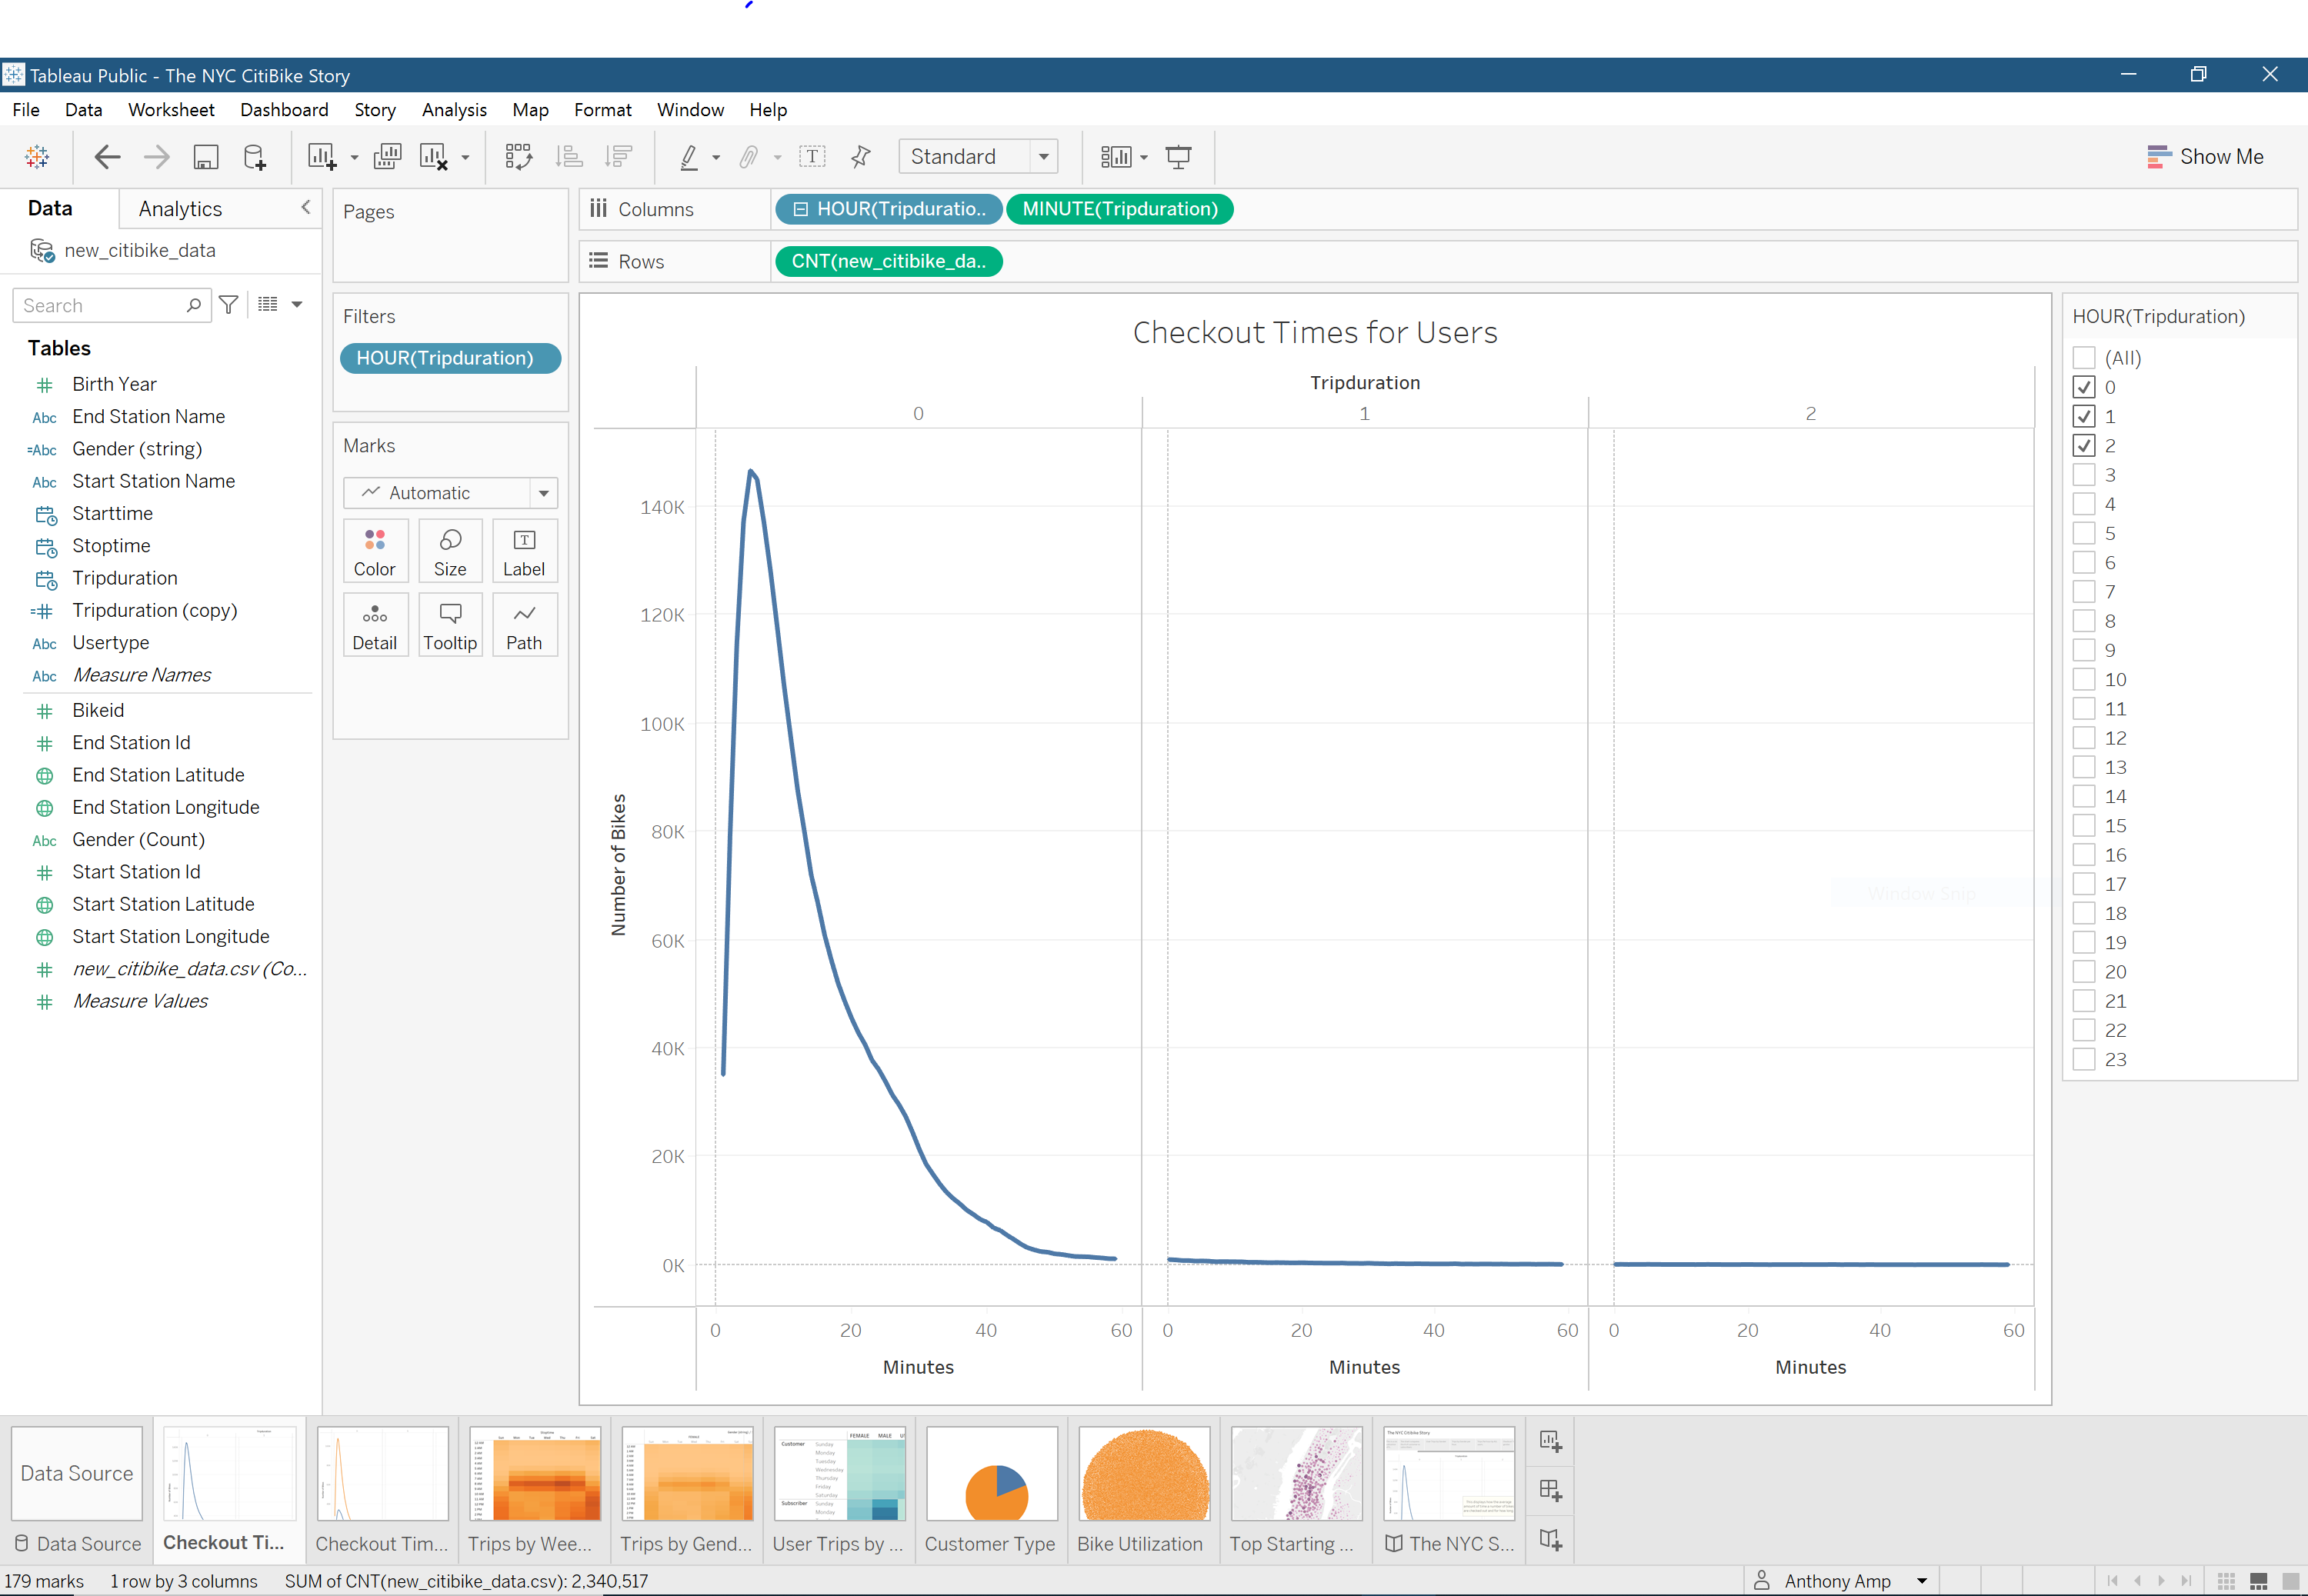 Tableau Public - The NYC CitiBike Story
File Data Worksheet Dashboard Story Analysis Map Format Window Help
Standard
Show Me
Data Analytics
new_citibike_data
Search
Tables
Birth Year
Abc End Station Name
=Abc Gender (string)
Abc Start Station Name
Starttime
Stoptime
Tripduration
=# Tripduration (copy)
Abc Usertype
Abc Measure Names
# Bikeid
# End Station Id
End Station Latitude
End Station Longitude
Abc Gender (Count)
# Start Station Id
Start Station Latitude
Start Station Longitude
# new_citibike_data.csv (Co...
# Measure Values
Pages
Filters
HOUR(Tripduration)
Marks
Automatic
Color Size Label
Detail Tooltip Path
Columns HOUR(Tripduratio.. MINUTE(Tripduration)
Rows CNT(new_citibike_da..
Checkout Times for Users
Tripduration
0 1 2
Number of Bikes
140K
120K
100K
80K
60K
40K
20K
0K
0 20 40 60 0 20 40 60 0 20 40 60
Minutes Minutes Minutes
Window Snip
HOUR(Tripduration)
(All)
0
1
2
3
4
5
6
7
8
9
10
11
12
13
14
15
16
17
18
19
20
21
22
23
Data Source
Data Source Checkout Ti... Checkout Tim... Trips by Wee... Trips by Gend... User Trips by ... Customer Type Bike Utilization Top Starting ... The NYC S...
179 marks 1 row by 3 columns SUM of CNT(new_citibike_data.csv): 2,340,517
Anthony Amp